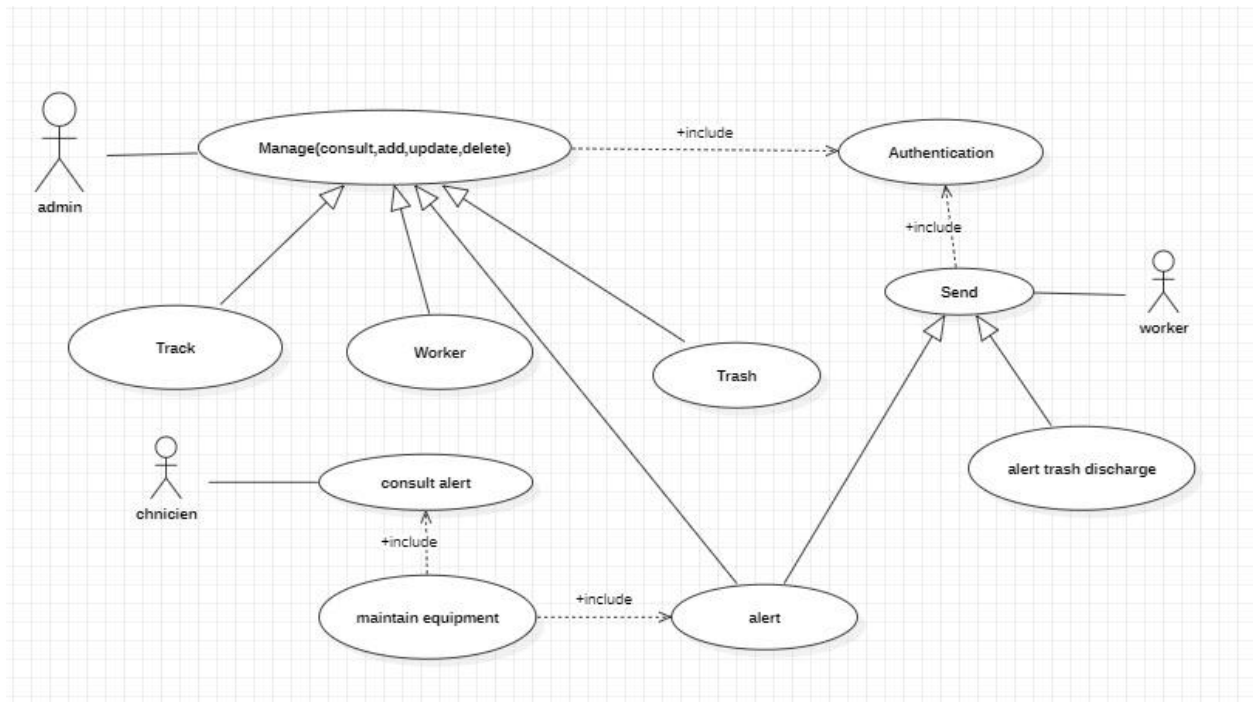 admin
Manage(consult,add,update,delete)
+include
Authentication
+include
Send
worker
Track
Worker
Trash
alert trash discharge
chnicien
consult alert
+include
maintain equipment
+include
alert